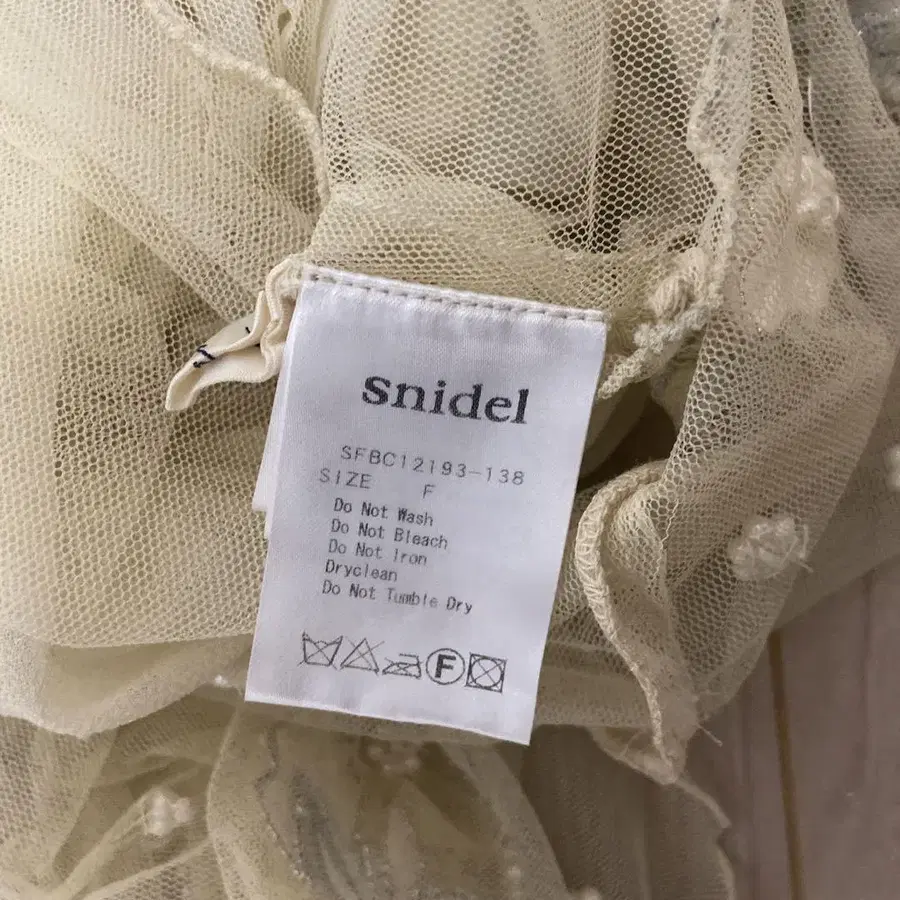 snidel
SFBC12193-138
SIZE F
Do Not Wash
Do Not Bleach
Do Not Iron
Dryclean
Do Not Tumble Dry
F